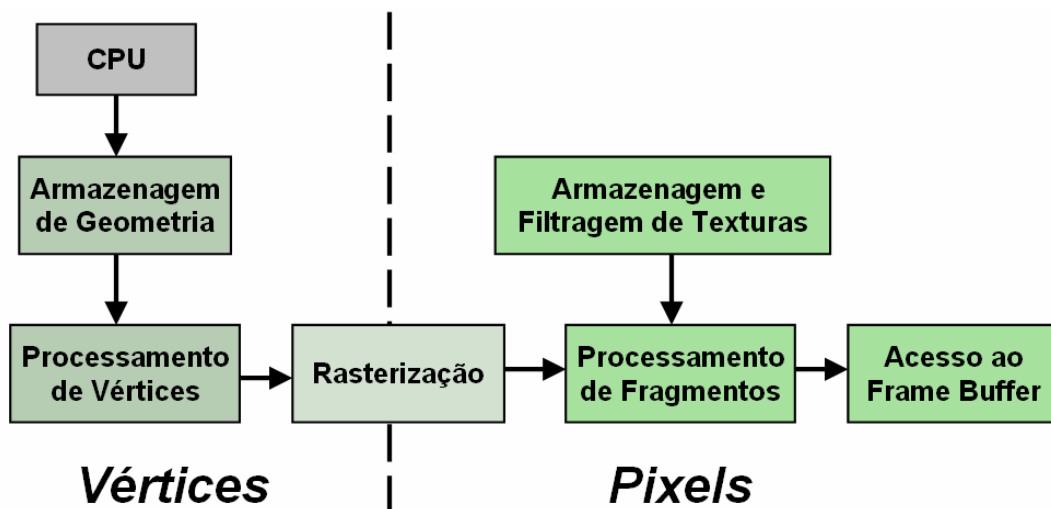 CPU
Armazenagem
de Geometria
Armazenagem e
Filtragem de Texturas
Processamento
de Vértices
Rasterização
Processamento
de Fragmentos
Acesso ao
Frame Buffer
Vértices
Pixels